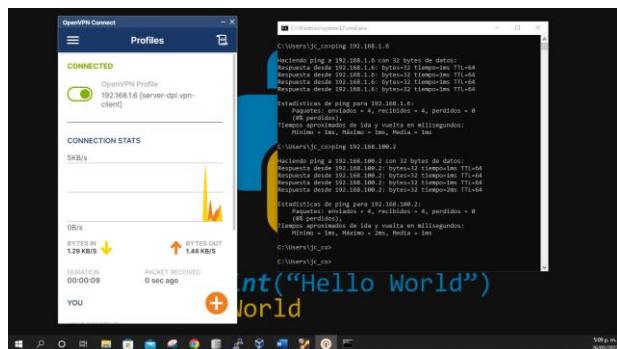 OpenVPN Connect
Profiles
CONNECTED
OpenVPN Profile
192.168.1.6 [server-dpl.vpn-
client]
CONNECTION STATS
5KB/s
0B/s
BYTES IN
1.29 KB/S
BYTES OUT
1.48 KB/S
DURATION
00:00:09
PACKET RECEIVED
0 sec ago
YOU
C:\Windows\system32\cmd.exe
C:\Users\jc_co>ping 192.168.1.6
Haciendo ping a 192.168.1.6 con 32 bytes de datos:
Respuesta desde 192.168.1.6: bytes=32 tiempo=1ms TTL=64
Respuesta desde 192.168.1.6: bytes=32 tiempo=1ms TTL=64
Respuesta desde 192.168.1.6: bytes=32 tiempo=1ms TTL=64
Respuesta desde 192.168.1.6: bytes=32 tiempo=1ms TTL=64
Estadísticas de ping para 192.168.1.6:
Paquetes: enviados = 4, recibidos = 4, perdidos = 0
(0% perdidos),
Tiempos aproximados de ida y vuelta en milisegundos:
Mínimo = 1ms, Máximo = 1ms, Media = 1ms
C:\Users\jc_co>ping 192.168.100.2
Haciendo ping a 192.168.100.2 con 32 bytes de datos:
Respuesta desde 192.168.100.2: bytes=32 tiempo=1ms TTL=64
Respuesta desde 192.168.100.2: bytes=32 tiempo=1ms TTL=64
Respuesta desde 192.168.100.2: bytes=32 tiempo=1ms TTL=64
Respuesta desde 192.168.100.2: bytes=32 tiempo=2ms TTL=64
Estadísticas de ping para 192.168.100.2:
Paquetes: enviados = 4, recibidos = 4, perdidos = 0
(0% perdidos),
Tiempos aproximados de ida y vuelta en milisegundos:
Mínimo = 1ms, Máximo = 2ms, Media = 1ms
C:\Users\jc_co>
C:\Users\jc_co>
int("Hello World")
World
5:09 p. m.